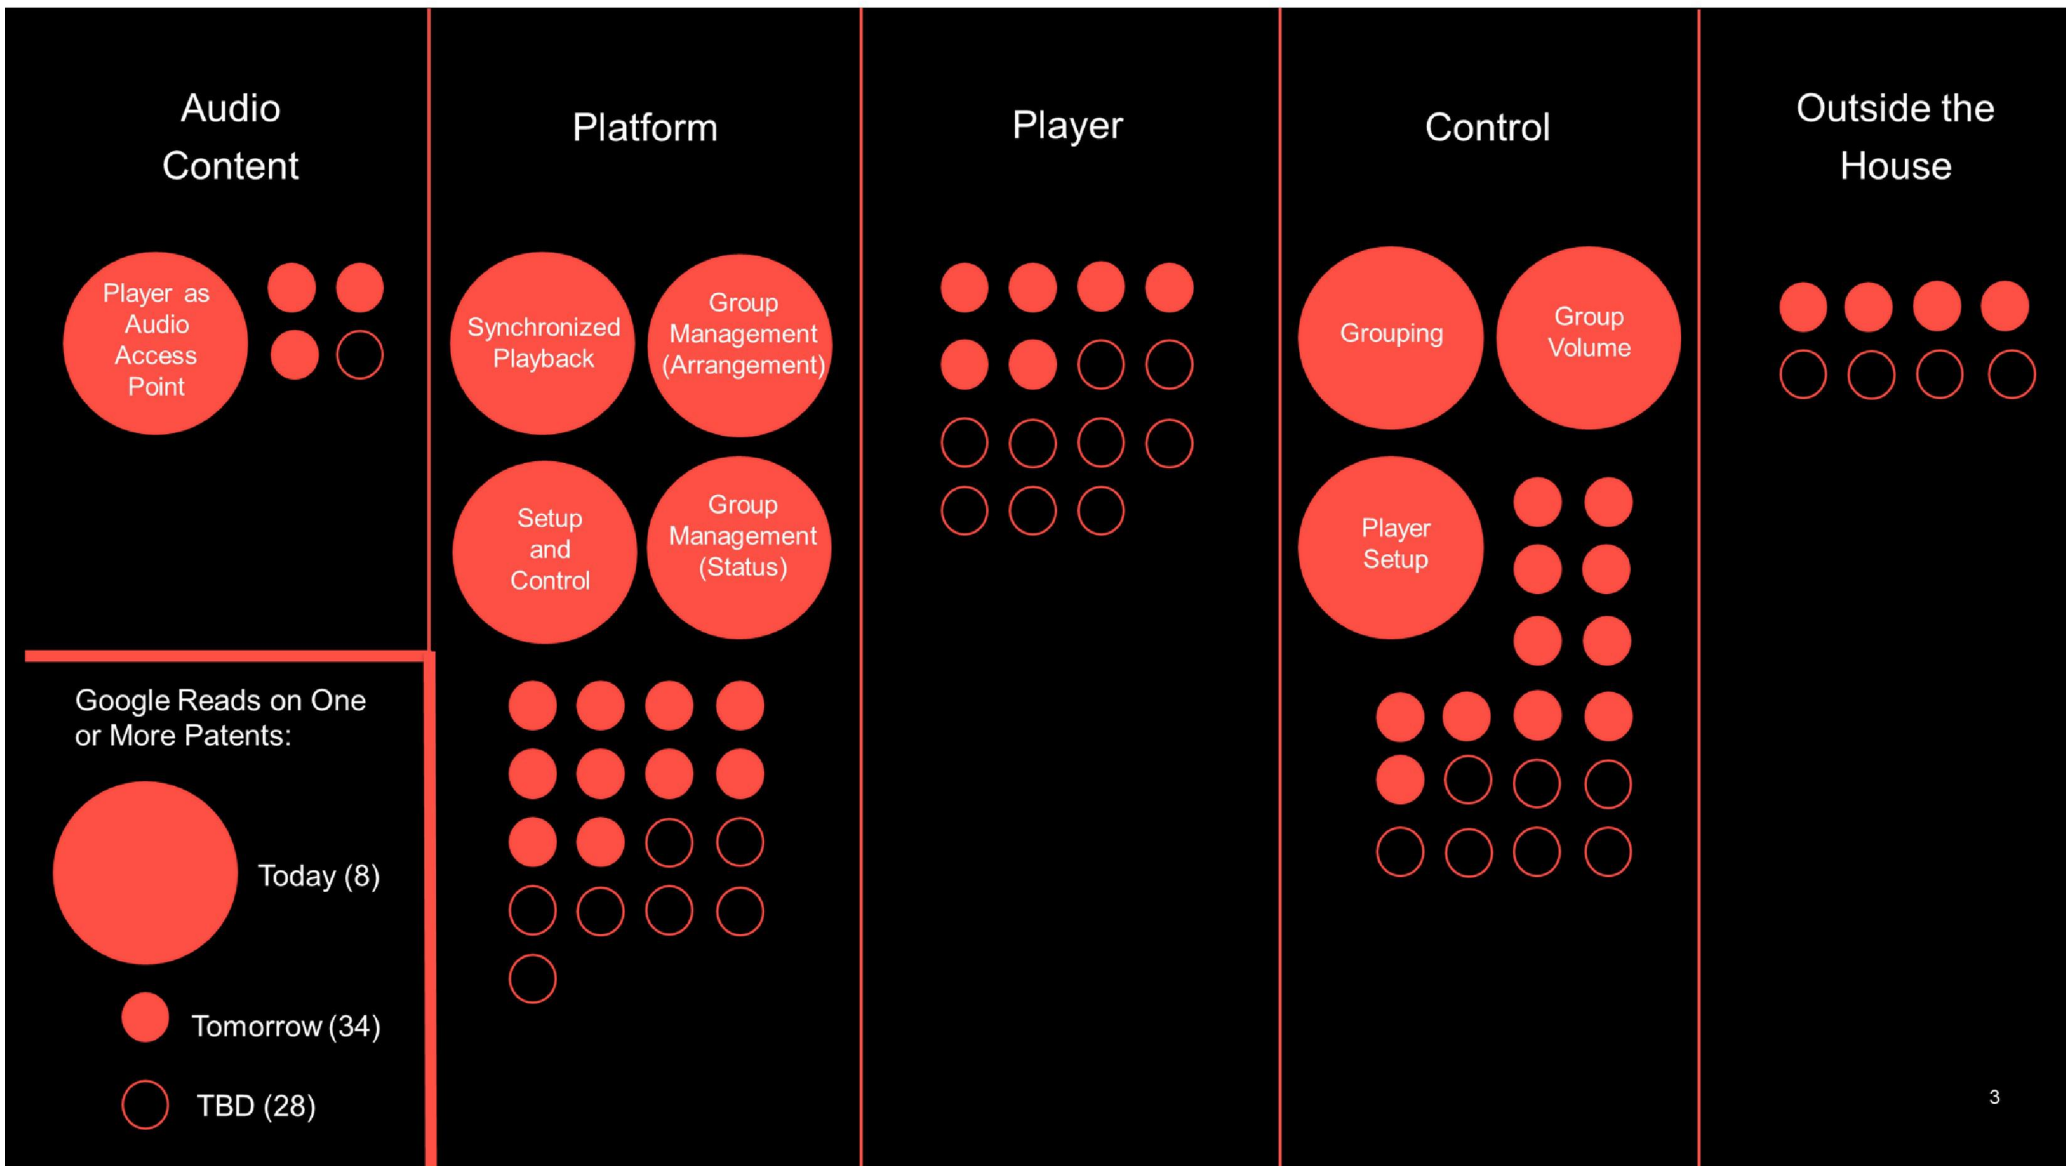 Audio
Content
Player as
Audio
Access
Point
Google Reads on One
or More Patents:
Today (8)
Tomorrow (34)
TBD (28)
Platform
Synchronized
Playback
Group
Management
(Arrangement)
Setup
and
Control
Group
Management
(Status)
Player
Control
Grouping
Group
Volume
Player
Setup
Outside the
House
3